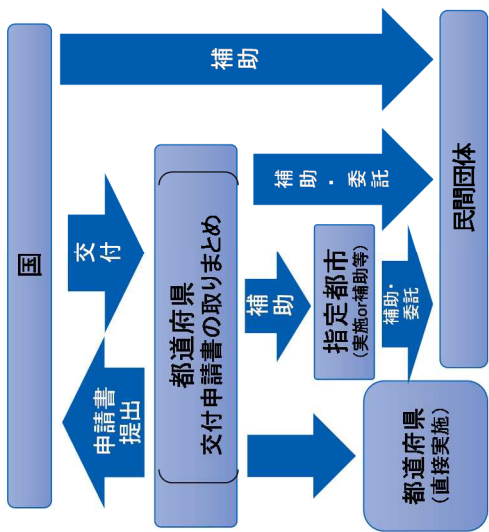 国
補助
交付
申請書
提出
都道府県
交付申請書の取りまとめ
補助・委託
補助
指定都市
(実施or補助等)
補助・
委託
都道府県
(直接実施)
民間団体